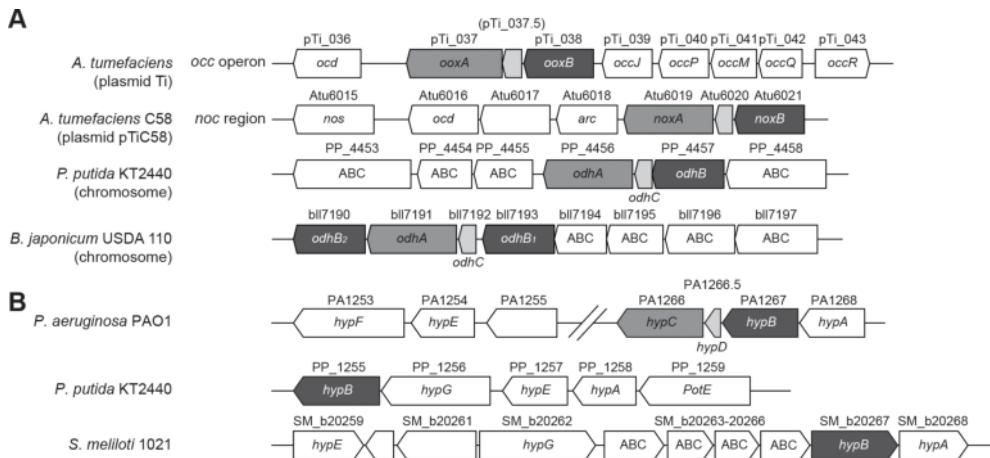 A
(pTi_037.5)
pTi_036 pTi_037 pTi_038 pTi_039 pTi_040 pTi_041 pTi_042 pTi_043
A. tumefaciens (plasmid Ti) occ operon ocd ooxA ooxB occJ occP occM occQ occR
Atu6015 Atu6016 Atu6017 Atu6018 Atu6019 Atu6020 Atu6021
A. tumefaciens C58 (plasmid pTiC58) noc region nos ocd arc noxA noxB
PP_4453 PP_4454 PP_4455 PP_4456 PP_4457 PP_4458
P. putida KT2440 (chromosome) ABC ABC ABC odhA odhB ABC
odhC
bll7190 bll7191 bll7192 bll7193 bll7194 bll7195 bll7196 bll7197
B. japonicum USDA 110 (chromosome) odhB2 odhA odhB1 ABC ABC ABC ABC
odhC
B
PA1266.5
PA1253 PA1254 PA1255 PA1266 PA1267 PA1268
P. aeruginosa PAO1 hypF hypE hypC hypB hypA
hypD
PP_1255 PP_1256 PP_1257 PP_1258 PP_1259
P. putida KT2440 hypB hypG hypE hypA PotE
SM_b20259 SM_b20261 SM_b20262 SM_b20263-20266 SM_b20267 SM_b20268
S. meliloti 1021 hypE hypG ABC ABC ABC ABC hypB hypA